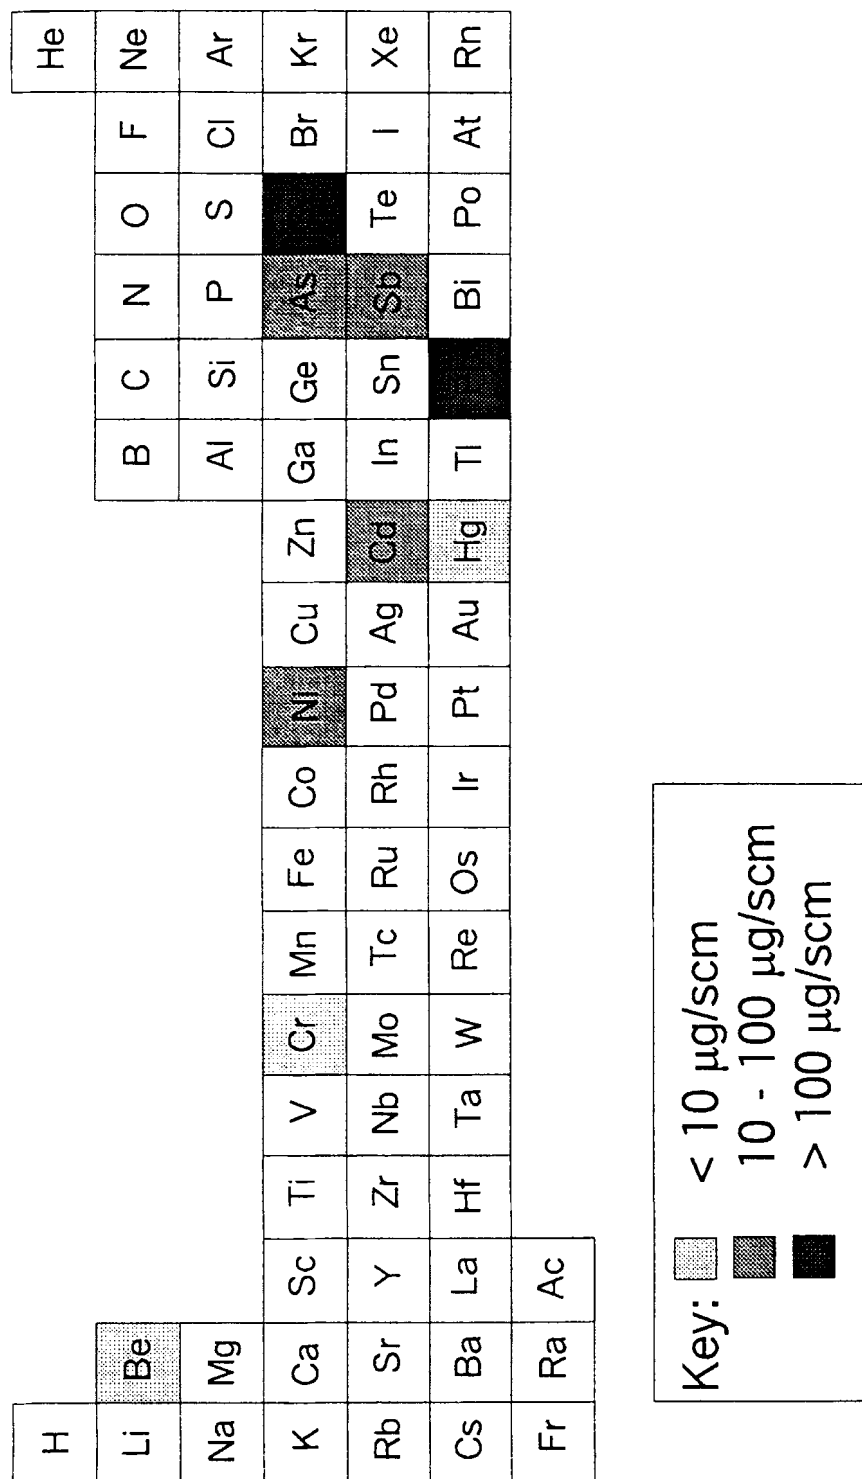 H He
Li Be B C N O F Ne
Na Mg Al Si P S Cl Ar
K Ca Sc Ti V Cr Mn Fe Co Ni Cu Zn Ga Ge As Br Kr
Rb Sr Y Zr Nb Mo Tc Ru Rh Pd Ag Cd In Sn Sb Te I Xe
Cs Ba La Hf Ta W Re Os Ir Pt Au Hg Tl Bi Po At Rn
Fr Ra Ac
Key: < 10 µg/scm
10 - 100 µg/scm
> 100 µg/scm